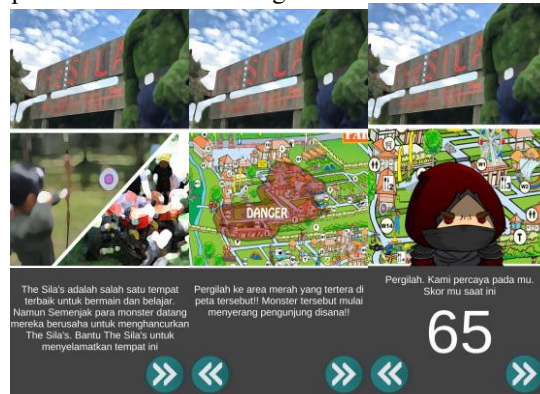 SILA
SILA
SILA
DANGER
W2
W14
T
The Sila's adalah salah satu tempat
terbaik untuk bermain dan belajar.
Namun Semenjak para monster datang
mereka berusaha untuk menghancurkan
The Sila's. Bantu The Sila's untuk
menyelamatkan tempat ini
Pergilah ke area merah yang tertera di
peta tersebut!! Monster tersebut mulai
menyerang pengunjung disana!!
Pergilah. Kami percaya pada mu.
Skor mu saat ini
65